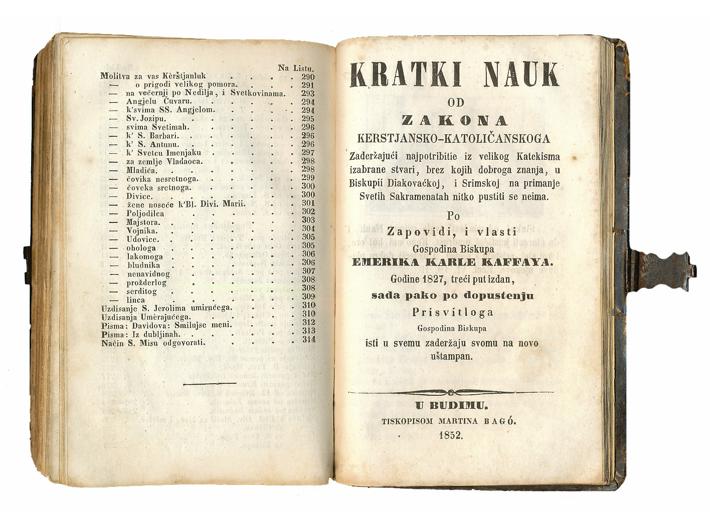 Na Listu.
Molitva za vas Kèrštjanluk . . . . 290
— o prigodi velikog pomora. . . . 291
— na večernji po Nedilja, i Svetkovinama. . 293
— Angjelu Čuvaru. . . . . 294
— k'svima SS. Angjelom. . . . . 294
— Sv. Jozipu. . . . . 295
— svima Svetimah. . . . . 296
— k' S. Barbari. . . . . 296
— k' S. Antunu. . . . . 296
— k' Svetcu Imenjaku . . . . 297
— za zemlje Vladaoca. . . . . 298
— Mladića. . . . . 298
— čovika nesretnoga. . . . . 299
— čoveka sretnoga. . . . . 300
— Divice. . . . . 300
— žene noseće k'Bl. Divi. Marii. . . . 301
— Poljodilca . . . . 302
— Majstora. . . . . 303
— Vojnika. . . . . 304
— Udovice. . . . . 305
— ohologa . . . . 305
— lakomoga . . . . 306
— bludnika . . . . 306
— nenavidnog . . . . 307
— prožderlog . . . . 308
— serditog . . . . 308
— linca . . . . 309
Uzdisanje S. Jerolima umirućega. . . . 310
Uzdisanja Umèrajućega. . . . . 310
Pisma: Davidova: Smilujse meni. . . . 312
Pisma: Iz dubljinah. . . . . 313
Način S. Misu odgovorati. . . . . 314
KRATKI NAUK
OD
ZAKONA
KERSTJANSKO-KATOLIČANSKOGA
Zaderžajući najpotribitie iz velikog Katekisma
izabrane stvari, brez kojih dobroga znanja, u
Biskupii Diakovaćkoj, i Srimskoj na primanje
Svetih Sakramenatah nitko pustiti se neima.
Po
Zapovidi, i vlasti
Gospodina Biskupa
EMERIKA KARLE KAFFAYA.
Godine 1827, treći put izdan,
sada pako po dopustenju
Prisvitloga
Gospodina Biskupa
isti u svemu zaderžaju svomu na novo
uštampan.
U BUDIMU.
TISKOPISOM MARTINA BAGÓ.
1852.